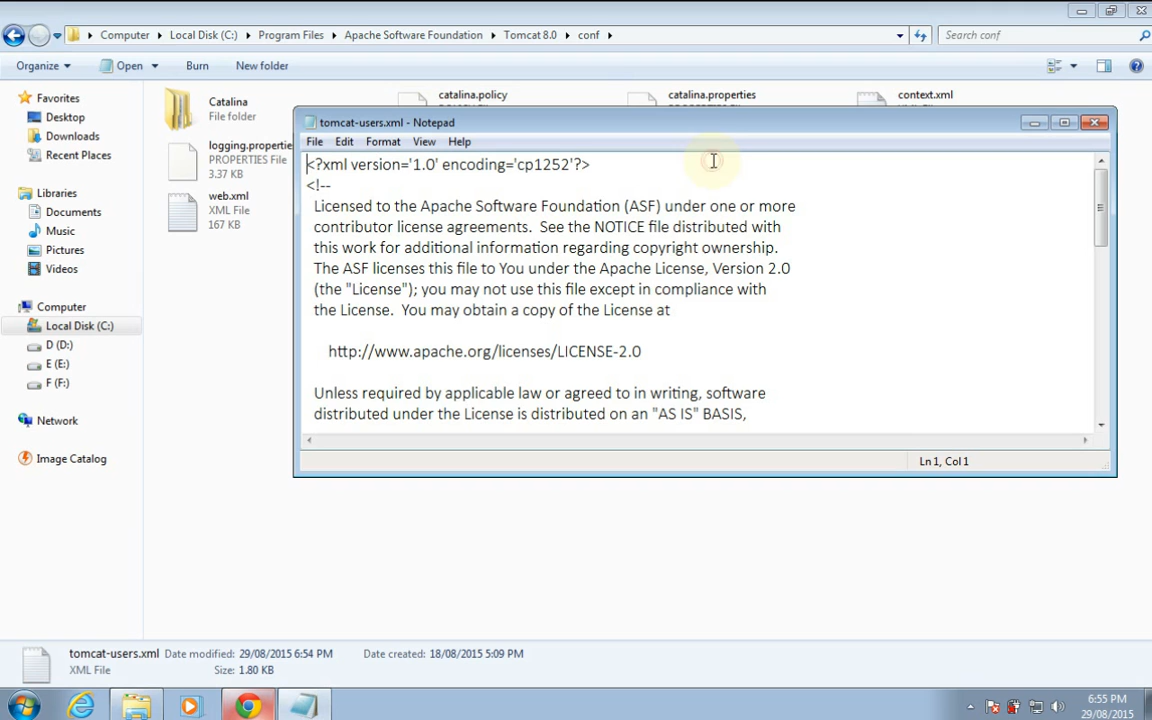 Computer Local Disk (C:) Program Files Apache Software Foundation Tomcat 8.0 conf
Search conf
Organize Open Burn New folder
Favorites
Desktop
Downloads
Recent Places
Libraries
Documents
Music
Pictures
Videos
Computer
Local Disk (C:)
D (D:)
E (E:)
F (F:)
Network
Image Catalog
Catalina
File folder
catalina.policy
catalina.properties
context.xml
logging.properties
PROPERTIES File
3.37 KB
web.xml
XML File
167 KB
tomcat-users.xml - Notepad
File Edit Format View Help
<?xml version='1.0' encoding='cp1252'?>
<!--
Licensed to the Apache Software Foundation (ASF) under one or more
contributor license agreements.  See the NOTICE file distributed with
this work for additional information regarding copyright ownership.
The ASF licenses this file to You under the Apache License, Version 2.0
(the "License"); you may not use this file except in compliance with
the License.  You may obtain a copy of the License at
http://www.apache.org/licenses/LICENSE-2.0
Unless required by applicable law or agreed to in writing, software
distributed under the License is distributed on an "AS IS" BASIS,
Ln 1, Col 1
tomcat-users.xml Date modified: 29/08/2015 6:54 PM Date created: 18/08/2015 5:09 PM
XML File Size: 1.80 KB
6:55 PM
29/08/2015